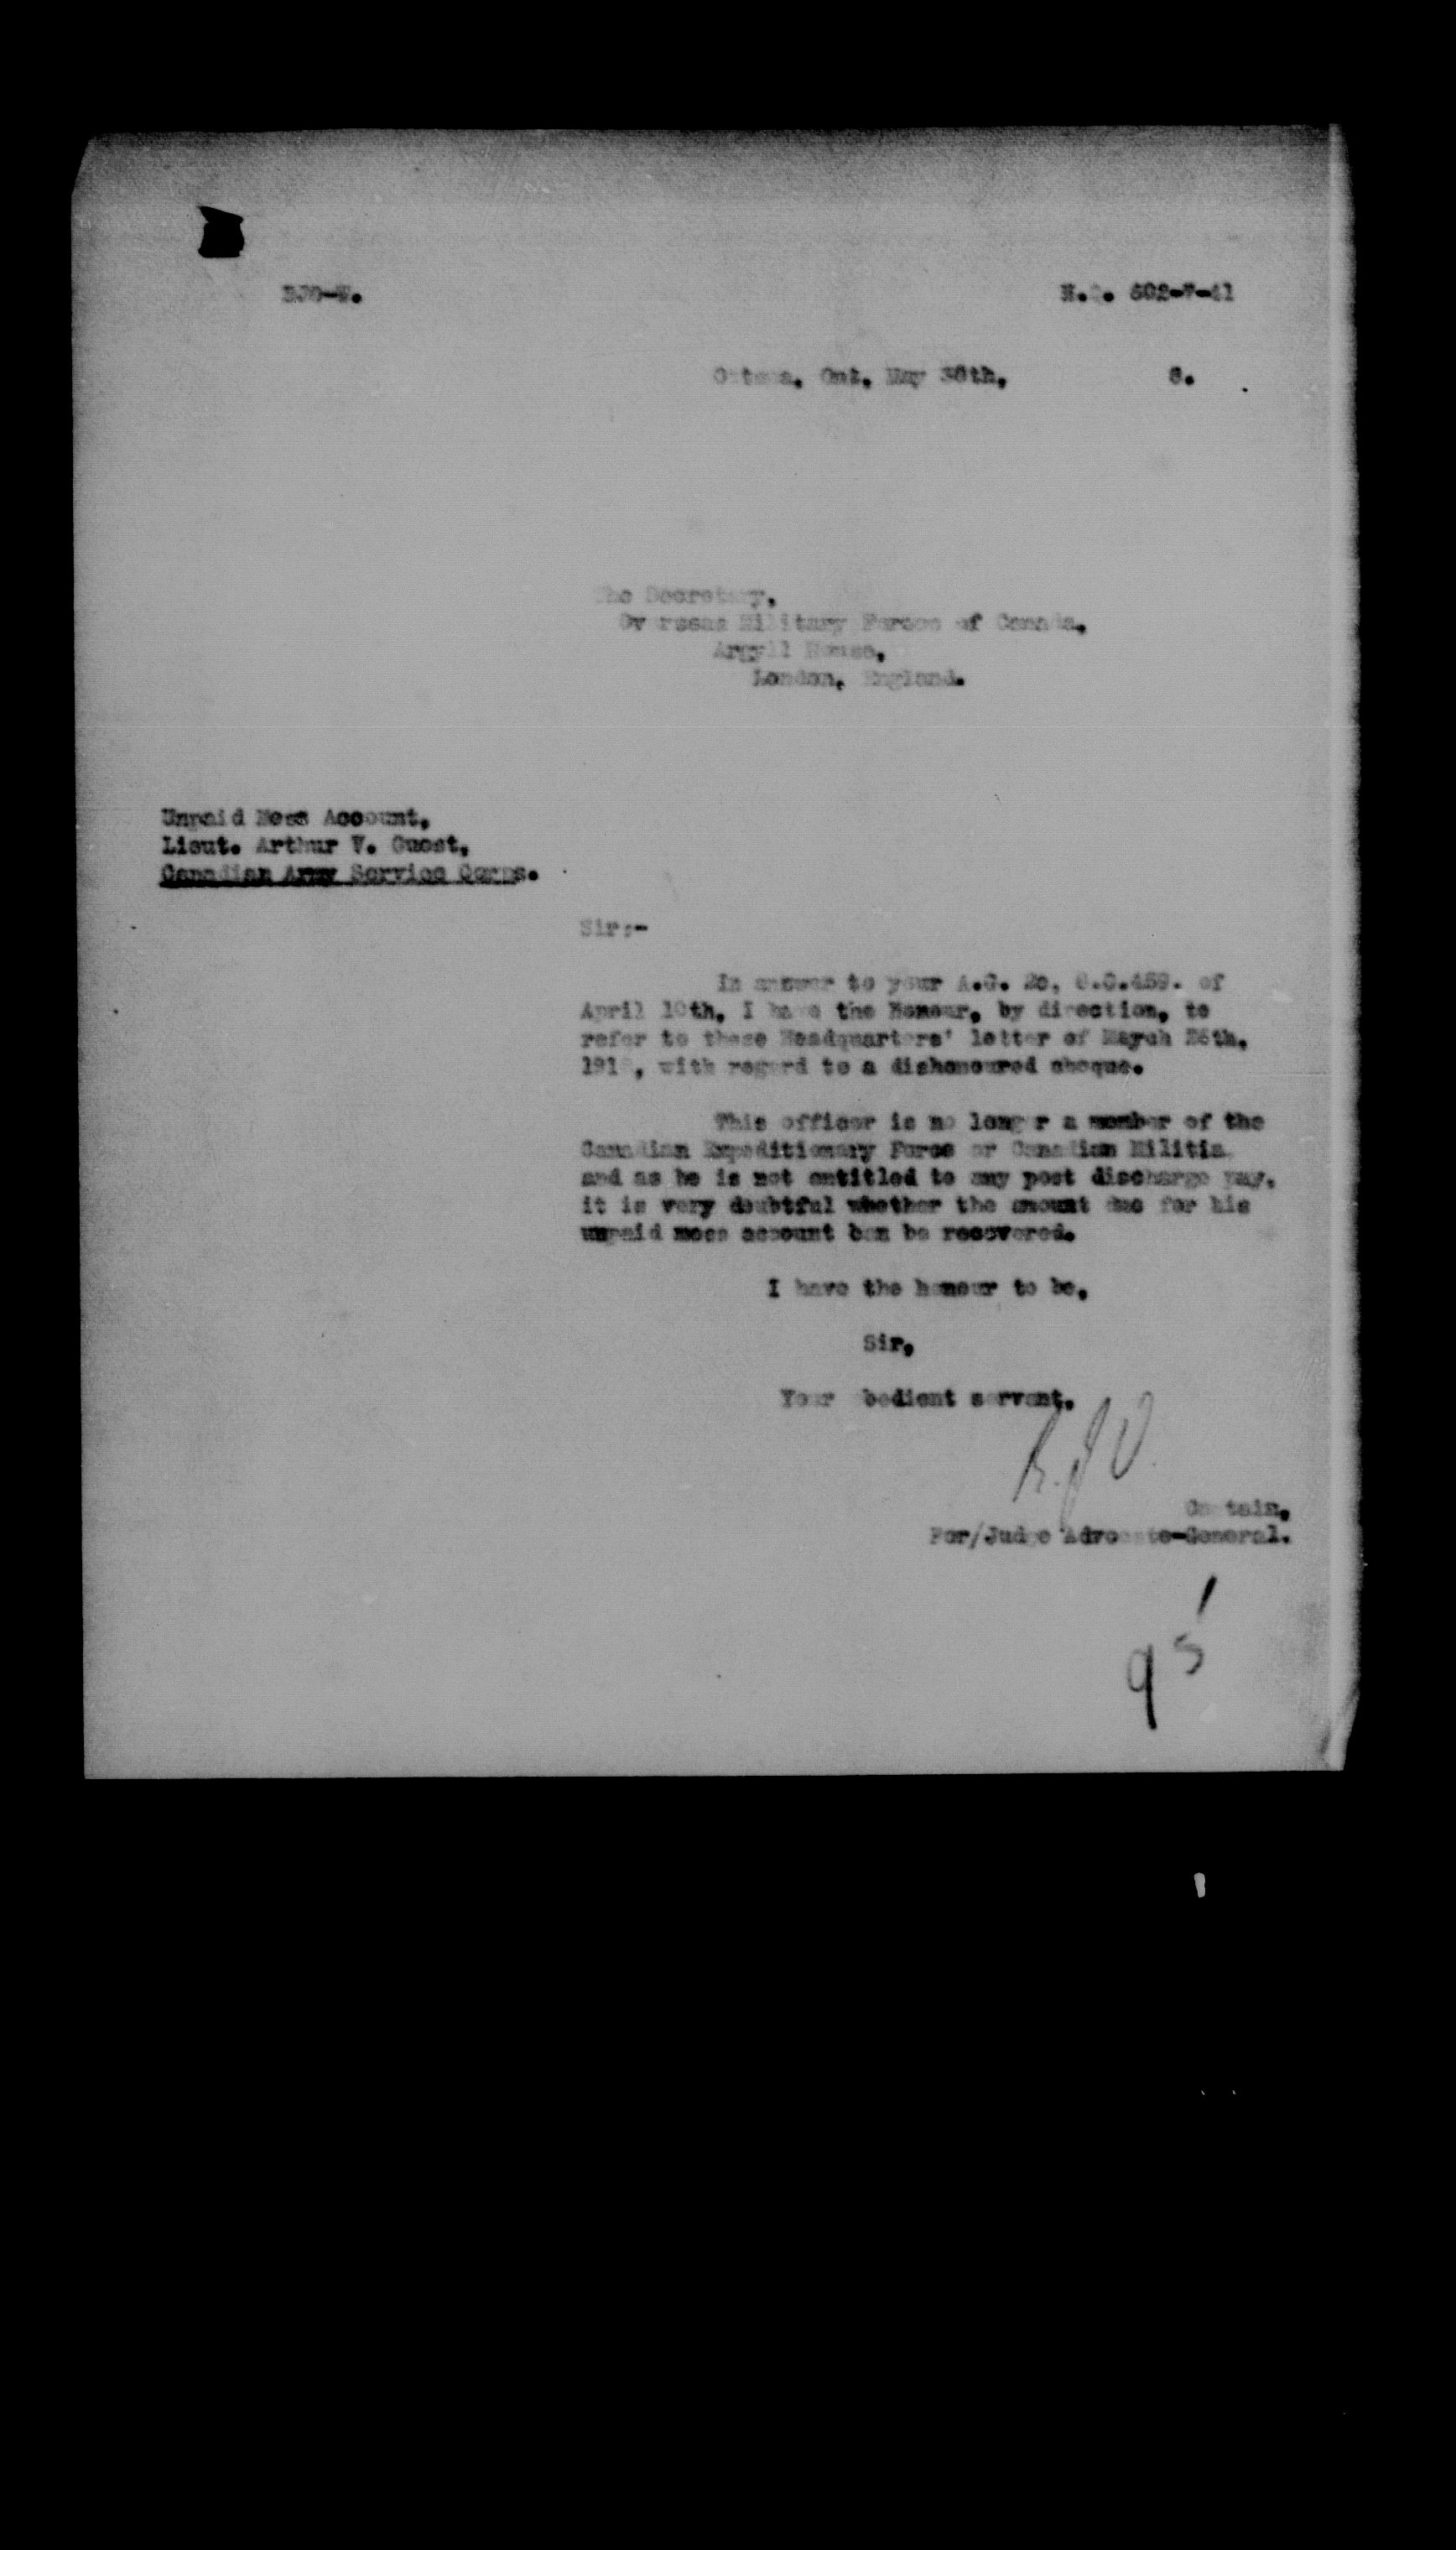 Ottawa, Ont. May
The Secretary,
Overseas Military Forces of Canada,
Argyll House,
London, England.
Unpaid Mess Account,
Lieut. Arthur V. Guest,
Canadian Army Service Corps.
Sir:-
In answer to your A.G. 2c, of
April 10th, I have the Honour, by direction, to
refer to these Headquarters' letter of March
with regard to a dishonoured cheque.
This officer is no longer a member of the
Canadian Expeditionary Force or Canadian Militia
and as he is not entitled to any post discharge pay,
it is very doubtful whether the amount due for his
unpaid mess account can be recovered.
I have the honour to be,
Sir,
Your obedient servant,
Captain,
For/Judge Advocate-General.
95